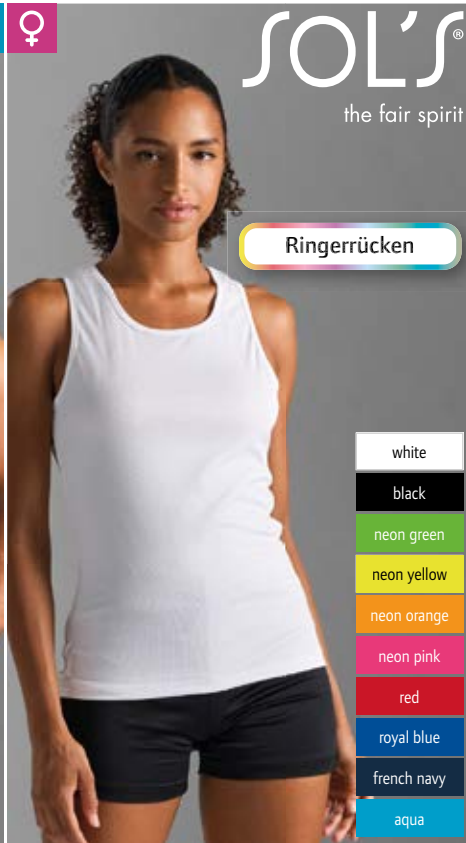 SOL'S®
the fair spirit
Ringerrücken
white
black
neon green
neon yellow
neon orange
neon pink
red
royal blue
french navy
aqua